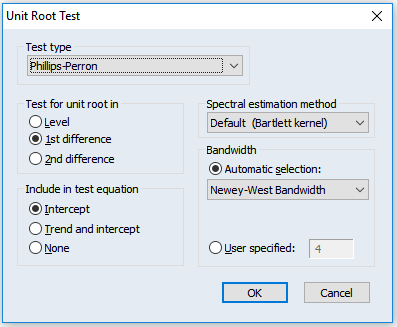 Unit Root Test
Test type
Phillips-Perron
Test for unit root in
Level
1st difference
2nd difference
Include in test equation
Intercept
Trend and intercept
None
Spectral estimation method
Default (Bartlett kernel)
Bandwidth
Automatic selection:
Newey-West Bandwidth
User specified:
4
OK
Cancel